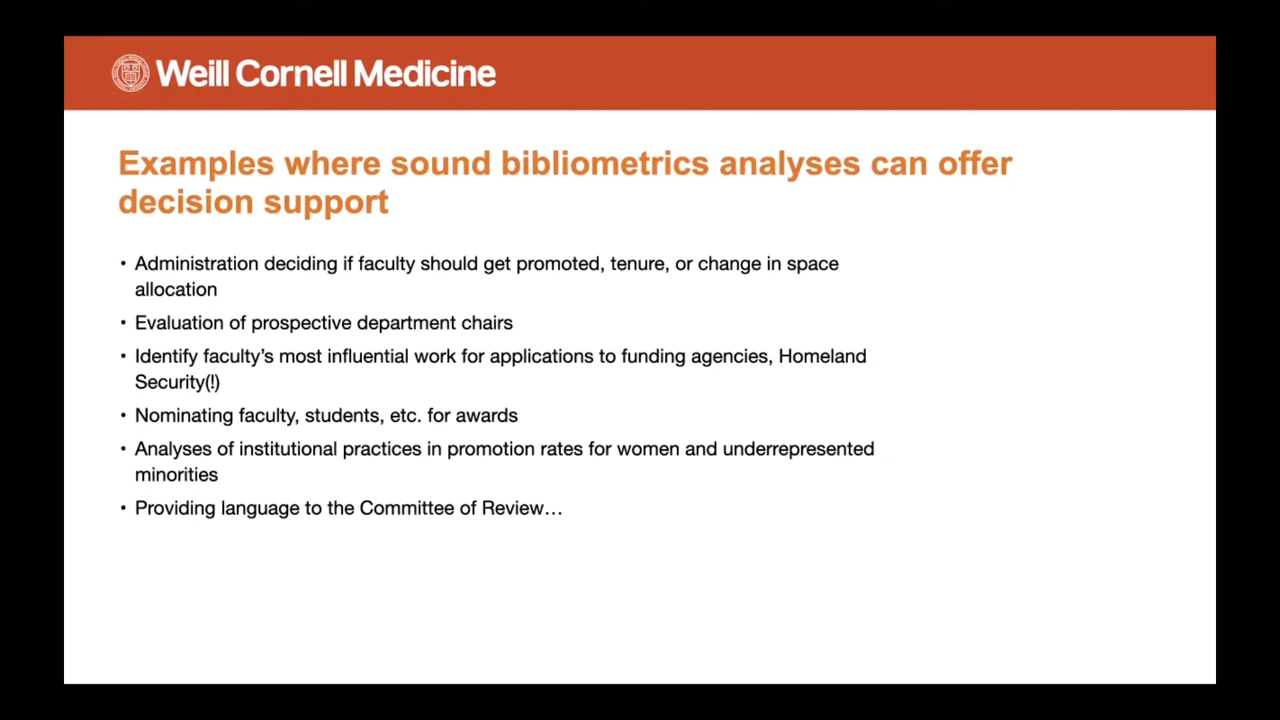 Weill Cornell Medicine
Examples where sound bibliometrics analyses can offer
decision support
• Administration deciding if faculty should get promoted, tenure, or change in space
allocation
• Evaluation of prospective department chairs
• Identify faculty’s most influential work for applications to funding agencies, Homeland
Security(!)
• Nominating faculty, students, etc. for awards
• Analyses of institutional practices in promotion rates for women and underrepresented
minorities
• Providing language to the Committee of Review…